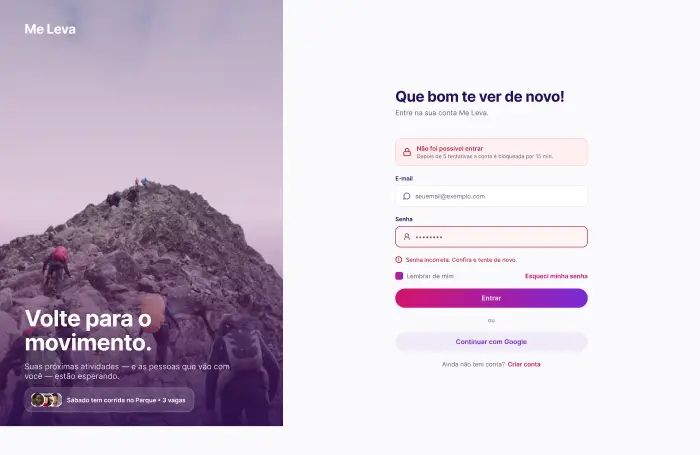 Me Leva
Volte para o
movimento.
Suas próximas atividades — e as pessoas que vão com
você — estão esperando.
Sábado tem corrida no Parque • 3 vagas
Que bom te ver de novo!
Entre na sua conta Me Leva.
Não foi possível entrar
Depois de 5 tentativas a conta é bloqueada por 15 min.
E-mail
seuemail@exemplo.com
Senha
••••••••
Senha incorreta. Confira e tente de novo.
Lembrar de mim
Esqueci minha senha
Entrar
ou
Continuar com Google
Ainda não tem conta? Criar conta